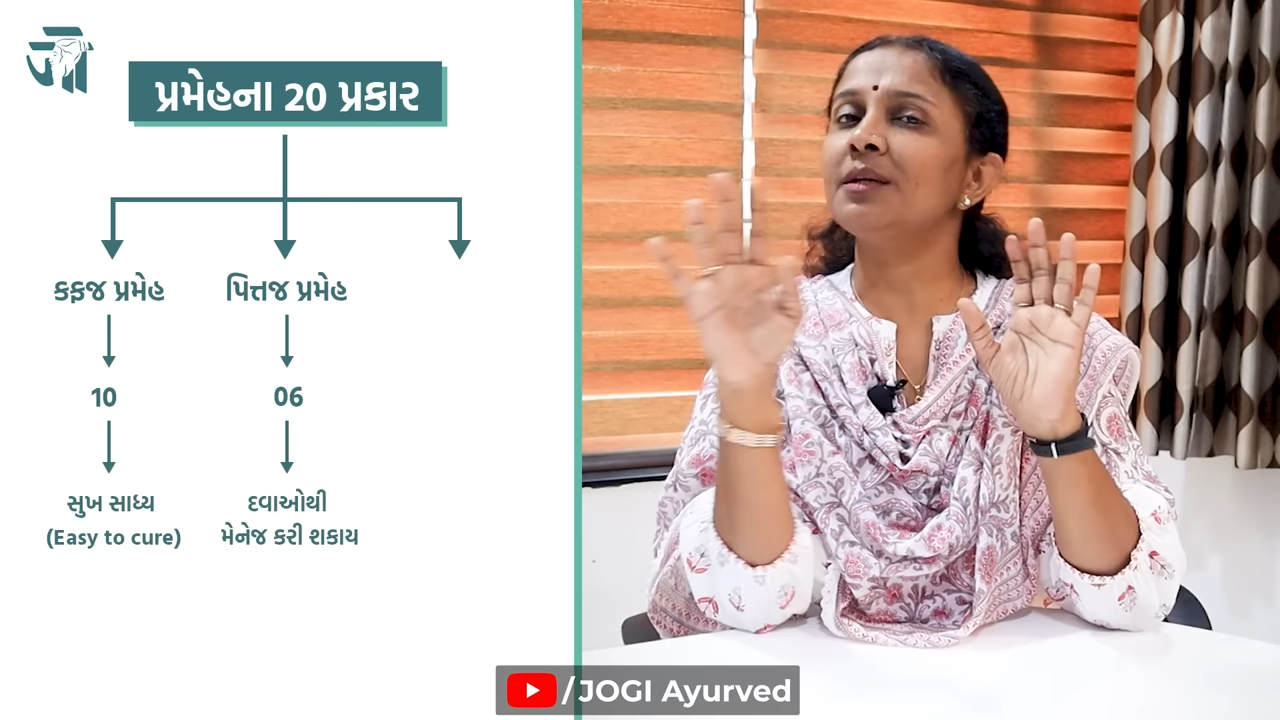 જો
પ્રમેહના 20 પ્રકાર
કફજ પ્રમેહ
પિત્તજ પ્રમેહ
10
06
સુખ સાધ્ય
(Easy to cure)
દવાઓથી
મેનેજ કરી શકાય
/JOGI Ayurved